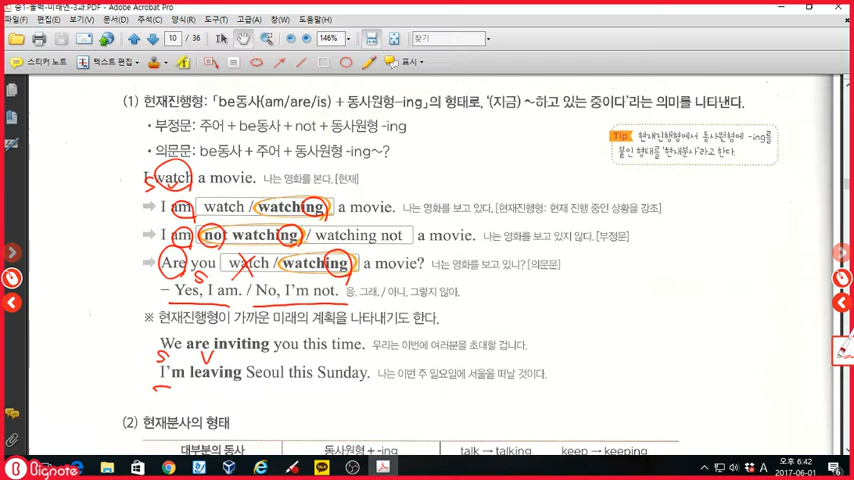 중1-블랙-미래엔-3과.PDF - Adobe Acrobat Pro
파일(F) 편집(E) 보기(V) 문서(D) 주석(C) 양식(R) 도구(T) 고급(A) 창(W) 도움말(H)
10 / 36 146% 찾기
스티커 노트 텍스트 편집 표시
(1) 현재진행형: 「be동사(am/are/is) + 동사원형-ing」의 형태로, ‘(지금) ~하고 있는 중이다’라는 의미를 나타낸다.
• 부정문: 주어 + be동사 + not + 동사원형 -ing
• 의문문: be동사 + 주어 + 동사원형 -ing~?
Tip 현재진행형에서 동사원형에 -ing를
붙인 형태를 ‘현재분사’라고 한다.
I watch a movie. 나는 영화를 본다. [현재]
S
⇒ I am watch / watching a movie. 나는 영화를 보고 있다. [현재진행형: 현재 진행 중인 상황을 강조]
⇒ I am not watching / watching not a movie. 나는 영화를 보고 있지 않다. [부정문]
⇒ Are you watch / watching a movie? 너는 영화를 보고 있니? [의문문]
S
– Yes, I am. / No, I'm not. 응, 그래. / 아니, 그렇지 않아.
※ 현재진행형이 가까운 미래의 계획을 나타내기도 한다.
We are inviting you this time. 우리는 이번에 여러분을 초대할 겁니다.
S V
I'm leaving Seoul this Sunday. 나는 이번 주 일요일에 서울을 떠날 것이다.
(2) 현재분사의 형태
대부분의 동사 동사원형 + -ing talk → talking keep → keeping
Bignote
A 오후 6:42
2017-06-01